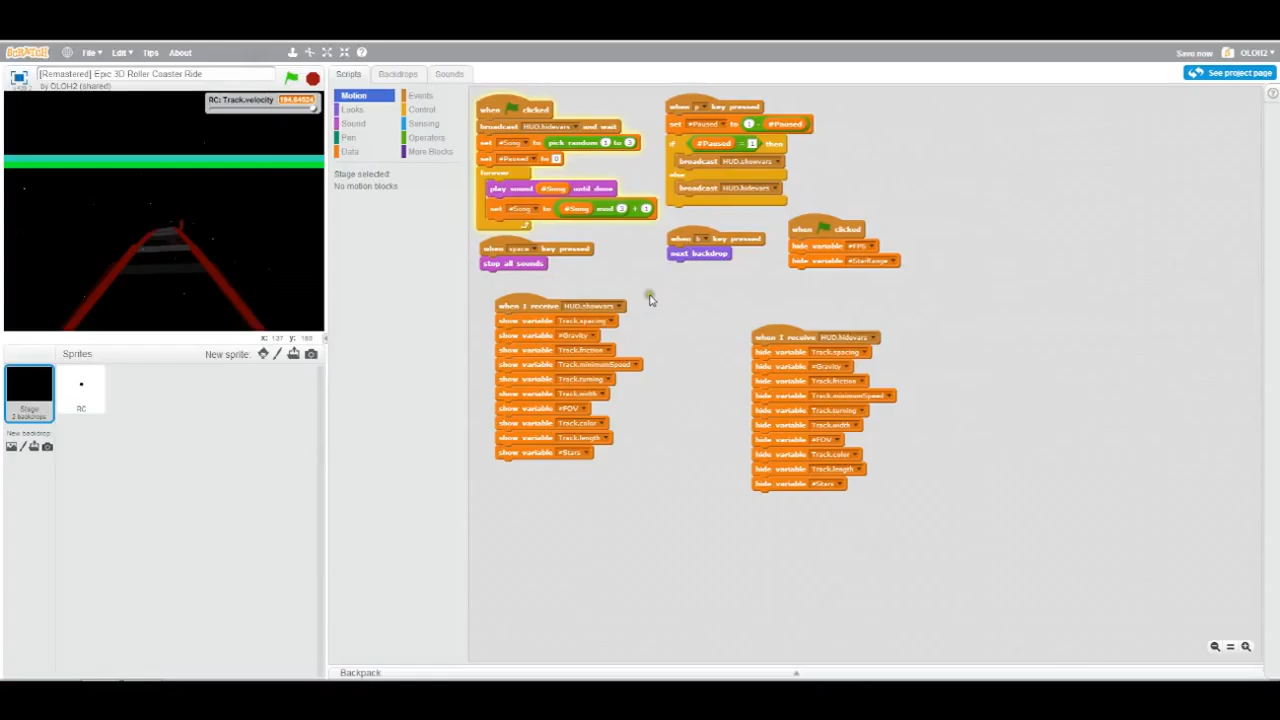 SCRATCH File Edit Tips About Save now OLOH2
[Remastered] Epic 3D Roller Coaster Ride
by OLOH2 (shared)
Scripts Backdrops Sounds
See project page
RC: Track.velocity 194.64524
Motion Events
Looks Control
Sound Sensing
Pen Operators
Data More Blocks
Stage selected:
No motion blocks
when clicked
broadcast HUD.hidevars and wait
set #Song to pick random 1 to 3
set #Paused to 0
forever
play sound #Song until done
set #Song to #Song mod 3 + 1
when space key pressed
stop all sounds
when p key pressed
set #Paused to 1 - #Paused
if #Paused = 1 then
broadcast HUD.showvars
else
broadcast HUD.hidevars
when b key pressed
next backdrop
when clicked
hide variable #FPS
hide variable #StarRange
when I receive HUD.showvars
show variable Track.spacing
show variable #Gravity
show variable Track.friction
show variable Track.minimumSpeed
show variable Track.turning
show variable Track.width
show variable #FOV
show variable Track.color
show variable Track.length
show variable #Stars
when I receive HUD.hidevars
hide variable Track.spacing
hide variable #Gravity
hide variable Track.friction
hide variable Track.minimumSpeed
hide variable Track.turning
hide variable Track.width
hide variable #FOV
hide variable Track.color
hide variable Track.length
hide variable #Stars
x: 137 y: 180
Sprites New sprite:
Stage
2 backdrops
RC
New backdrop:
Backpack